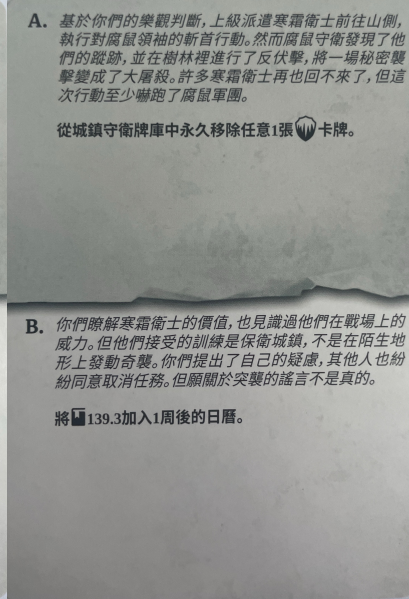 A. 基於你們的樂觀判斷，上級派遣寒霜衛士前往山側，
執行對腐鼠領袖的斬首行動。然而腐鼠守衛發現了他
們的蹤跡，並在樹林裡進行了反伏擊，將一場秘密襲
擊變成了大屠殺。許多寒霜衛士再也回不來了，但這
次行動至少嚇跑了腐鼠軍團。
從城鎮守衛牌庫中永久移除任意1張卡牌。
B. 你們瞭解寒霜衛士的價值，也見識過他們在戰場上的
威力。但他們接受的訓練是保衛城鎮，不是在陌生地
形上發動奇襲。你們提出了自己的疑慮，其他人也紛
紛同意取消任務。但願關於突襲的謠言不是真的。
將139.3加入1周後的日曆。